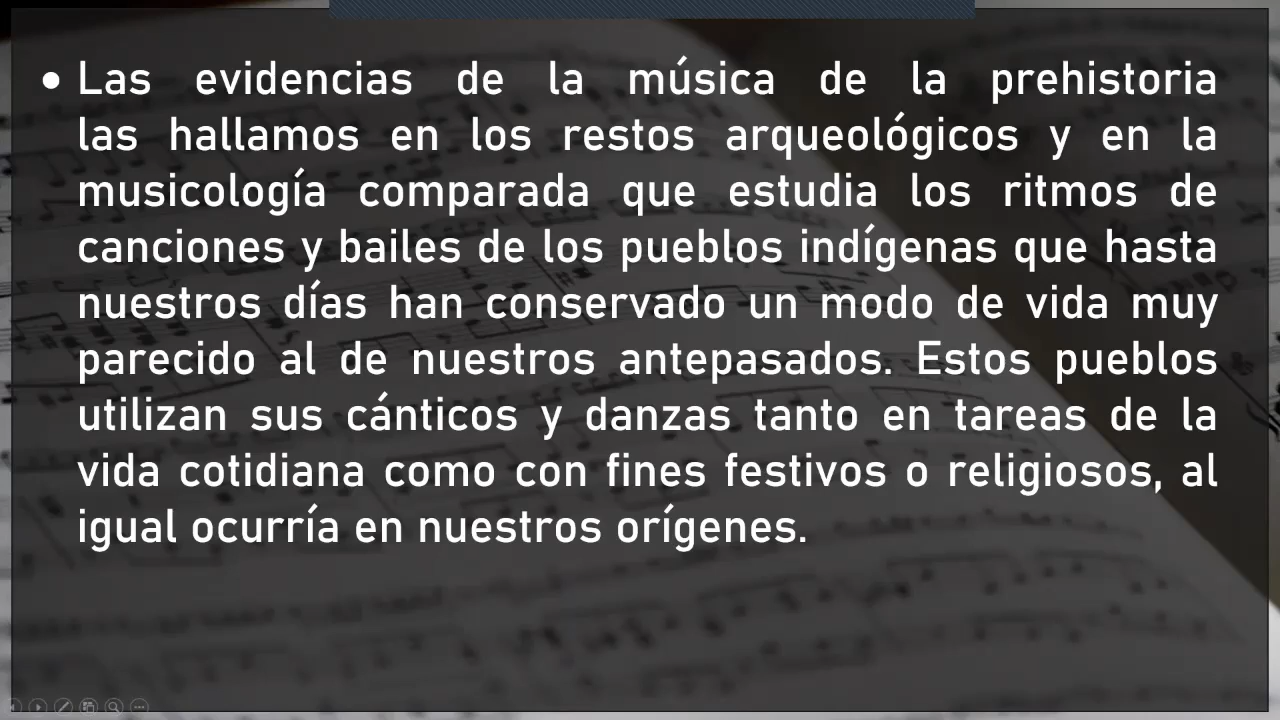 • Las evidencias de la música de la prehistoria
las hallamos en los restos arqueológicos y en la
musicología comparada que estudia los ritmos de
canciones y bailes de los pueblos indígenas que hasta
nuestros días han conservado un modo de vida muy
parecido al de nuestros antepasados. Estos pueblos
utilizan sus cánticos y danzas tanto en tareas de la
vida cotidiana como con fines festivos o religiosos, al
igual ocurría en nuestros orígenes.